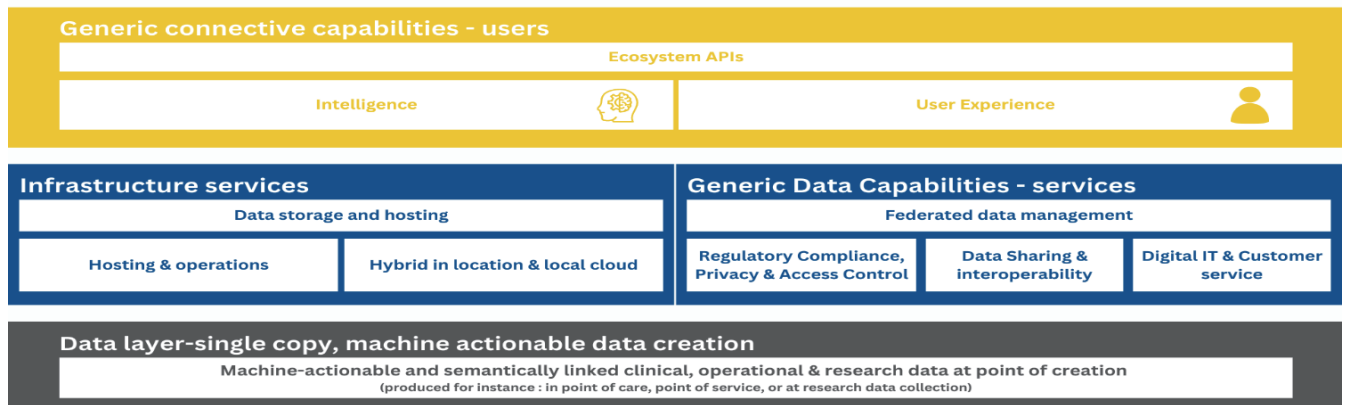 Generic connective capabilities - users
Ecosystem APIs
Intelligence
User Experience
Infrastructure services
Data storage and hosting
Hosting & operations
Hybrid in location & local cloud
Generic Data Capabilities - services
Federated data management
Regulatory Compliance,
Privacy & Access Control
Data Sharing &
interoperability
Digital IT & Customer
service
Data layer-single copy, machine actionable data creation
Machine-actionable and semantically linked clinical, operational & research data at point of creation
(produced for instance : in point of care, point of service, or at research data collection)